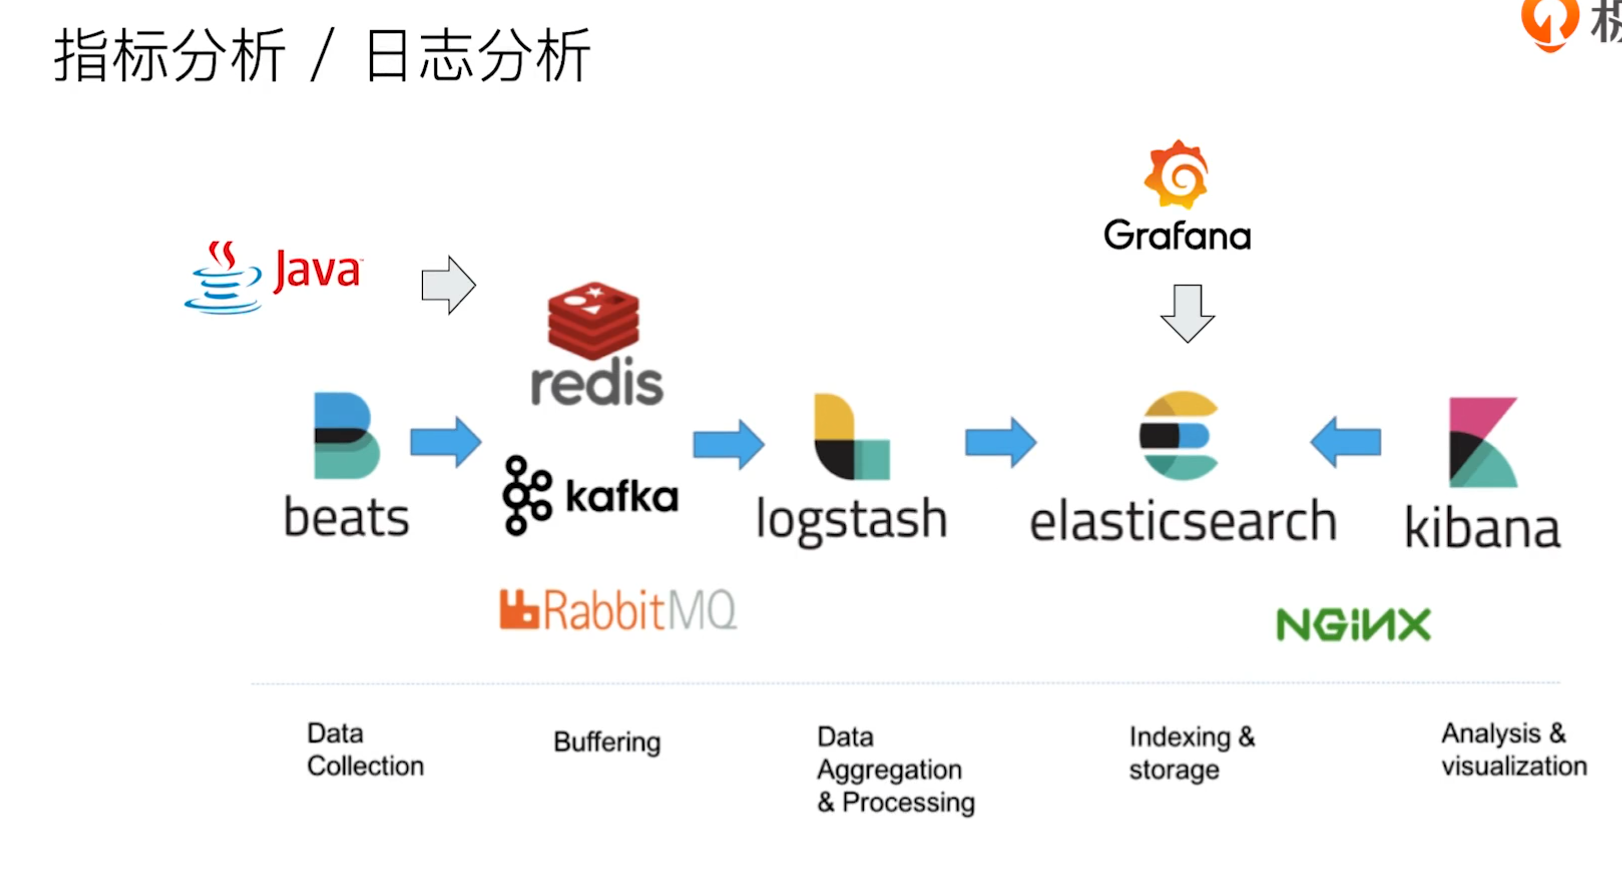 指标分析 / 日志分析
Grafana
Java
redis
beats
kafka
logstash
elasticsearch
kibana
RabbitMQ
NGINX
Data
Collection
Buffering
Data
Aggregation
& Processing
Indexing &
storage
Analysis &
visualization